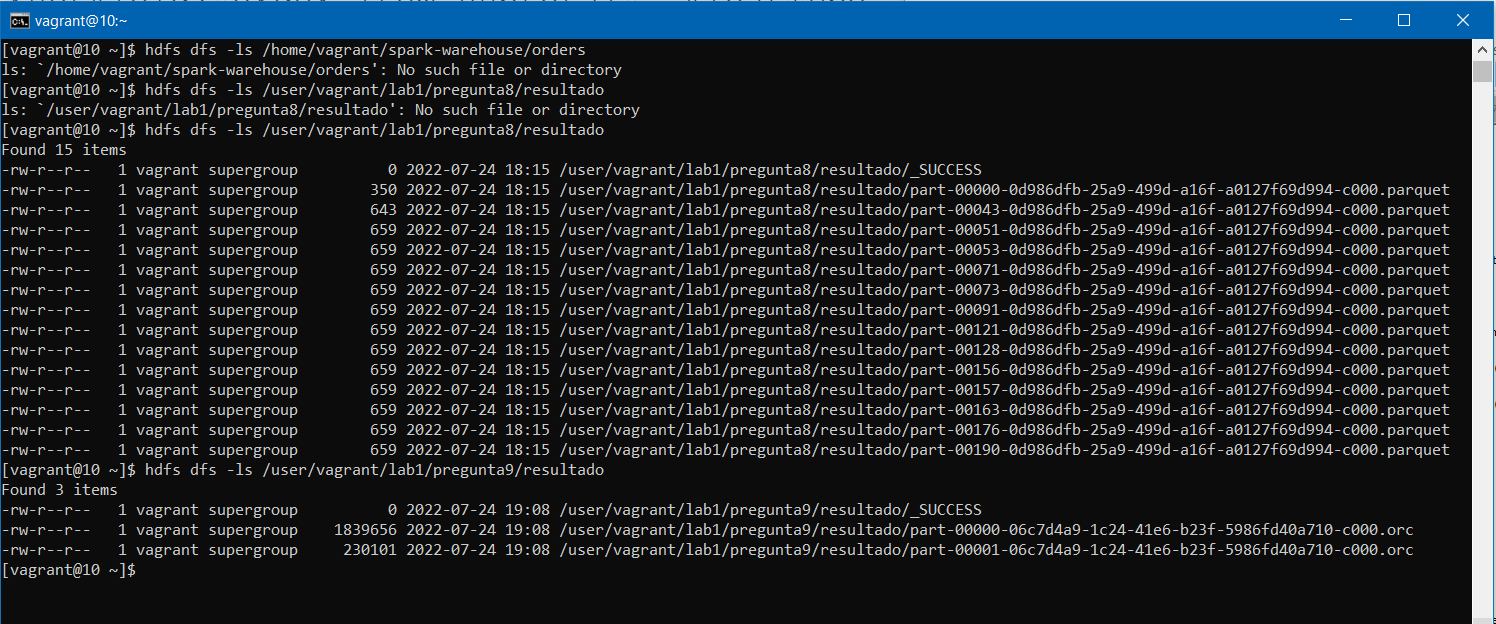 vagrant@10:~
[vagrant@10 ~]$ hdfs dfs -ls /home/vagrant/spark-warehouse/orders
ls: `/home/vagrant/spark-warehouse/orders': No such file or directory
[vagrant@10 ~]$ hdfs dfs -ls /user/vagrant/lab1/pregunta8/resultado
ls: `/user/vagrant/lab1/pregunta8/resultado': No such file or directory
[vagrant@10 ~]$ hdfs dfs -ls /user/vagrant/lab1/pregunta8/resultado
Found 15 items
-rw-r--r--   1 vagrant supergroup          0 2022-07-24 18:15 /user/vagrant/lab1/pregunta8/resultado/_SUCCESS
-rw-r--r--   1 vagrant supergroup        350 2022-07-24 18:15 /user/vagrant/lab1/pregunta8/resultado/part-00000-0d986dfb-25a9-499d-a16f-a0127f69d994-c000.parquet
-rw-r--r--   1 vagrant supergroup        643 2022-07-24 18:15 /user/vagrant/lab1/pregunta8/resultado/part-00043-0d986dfb-25a9-499d-a16f-a0127f69d994-c000.parquet
-rw-r--r--   1 vagrant supergroup        659 2022-07-24 18:15 /user/vagrant/lab1/pregunta8/resultado/part-00051-0d986dfb-25a9-499d-a16f-a0127f69d994-c000.parquet
-rw-r--r--   1 vagrant supergroup        659 2022-07-24 18:15 /user/vagrant/lab1/pregunta8/resultado/part-00053-0d986dfb-25a9-499d-a16f-a0127f69d994-c000.parquet
-rw-r--r--   1 vagrant supergroup        659 2022-07-24 18:15 /user/vagrant/lab1/pregunta8/resultado/part-00071-0d986dfb-25a9-499d-a16f-a0127f69d994-c000.parquet
-rw-r--r--   1 vagrant supergroup        659 2022-07-24 18:15 /user/vagrant/lab1/pregunta8/resultado/part-00073-0d986dfb-25a9-499d-a16f-a0127f69d994-c000.parquet
-rw-r--r--   1 vagrant supergroup        659 2022-07-24 18:15 /user/vagrant/lab1/pregunta8/resultado/part-00091-0d986dfb-25a9-499d-a16f-a0127f69d994-c000.parquet
-rw-r--r--   1 vagrant supergroup        659 2022-07-24 18:15 /user/vagrant/lab1/pregunta8/resultado/part-00121-0d986dfb-25a9-499d-a16f-a0127f69d994-c000.parquet
-rw-r--r--   1 vagrant supergroup        659 2022-07-24 18:15 /user/vagrant/lab1/pregunta8/resultado/part-00128-0d986dfb-25a9-499d-a16f-a0127f69d994-c000.parquet
-rw-r--r--   1 vagrant supergroup        659 2022-07-24 18:15 /user/vagrant/lab1/pregunta8/resultado/part-00156-0d986dfb-25a9-499d-a16f-a0127f69d994-c000.parquet
-rw-r--r--   1 vagrant supergroup        659 2022-07-24 18:15 /user/vagrant/lab1/pregunta8/resultado/part-00157-0d986dfb-25a9-499d-a16f-a0127f69d994-c000.parquet
-rw-r--r--   1 vagrant supergroup        659 2022-07-24 18:15 /user/vagrant/lab1/pregunta8/resultado/part-00163-0d986dfb-25a9-499d-a16f-a0127f69d994-c000.parquet
-rw-r--r--   1 vagrant supergroup        659 2022-07-24 18:15 /user/vagrant/lab1/pregunta8/resultado/part-00176-0d986dfb-25a9-499d-a16f-a0127f69d994-c000.parquet
-rw-r--r--   1 vagrant supergroup        659 2022-07-24 18:15 /user/vagrant/lab1/pregunta8/resultado/part-00190-0d986dfb-25a9-499d-a16f-a0127f69d994-c000.parquet
[vagrant@10 ~]$ hdfs dfs -ls /user/vagrant/lab1/pregunta9/resultado
Found 3 items
-rw-r--r--   1 vagrant supergroup          0 2022-07-24 19:08 /user/vagrant/lab1/pregunta9/resultado/_SUCCESS
-rw-r--r--   1 vagrant supergroup    1839656 2022-07-24 19:08 /user/vagrant/lab1/pregunta9/resultado/part-00000-06c7d4a9-1c24-41e6-b23f-5986fd40a710-c000.orc
-rw-r--r--   1 vagrant supergroup     230101 2022-07-24 19:08 /user/vagrant/lab1/pregunta9/resultado/part-00001-06c7d4a9-1c24-41e6-b23f-5986fd40a710-c000.orc
[vagrant@10 ~]$